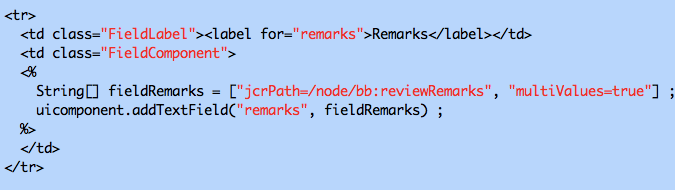 <tr>
<td class="FieldLabel"><label for="remarks">Remarks</label></td>
<td class="FieldComponent">
<%
String[] fieldRemarks = ["jcrPath=/node/bb:reviewRemarks", "multiValues=true"] ;
uicomponent.addTextField("remarks", fieldRemarks) ;
%>
</td>
</tr>